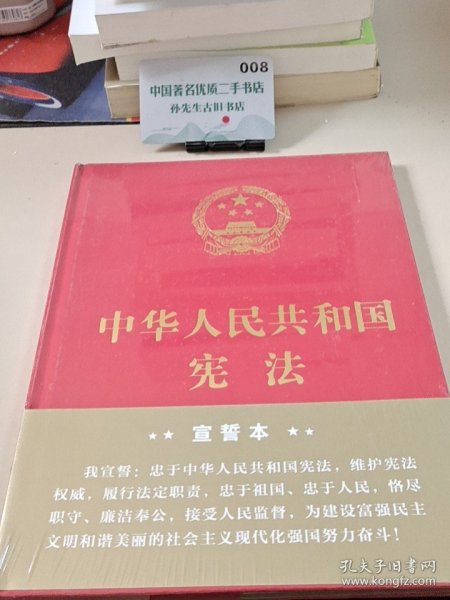 008
中国著名优质二手书店
孙先生古旧书店
中华人民共和国
宪法
★★ 宣誓本 ★★
我宣誓：忠于中华人民共和国宪法，维护宪法
权威，履行法定职责，忠于祖国、忠于人民，恪尽
职守、廉洁奉公，接受人民监督，为建设富强民主
文明和谐美丽的社会主义现代化强国努力奋斗！
孔夫子旧书网
book.kongfz.com